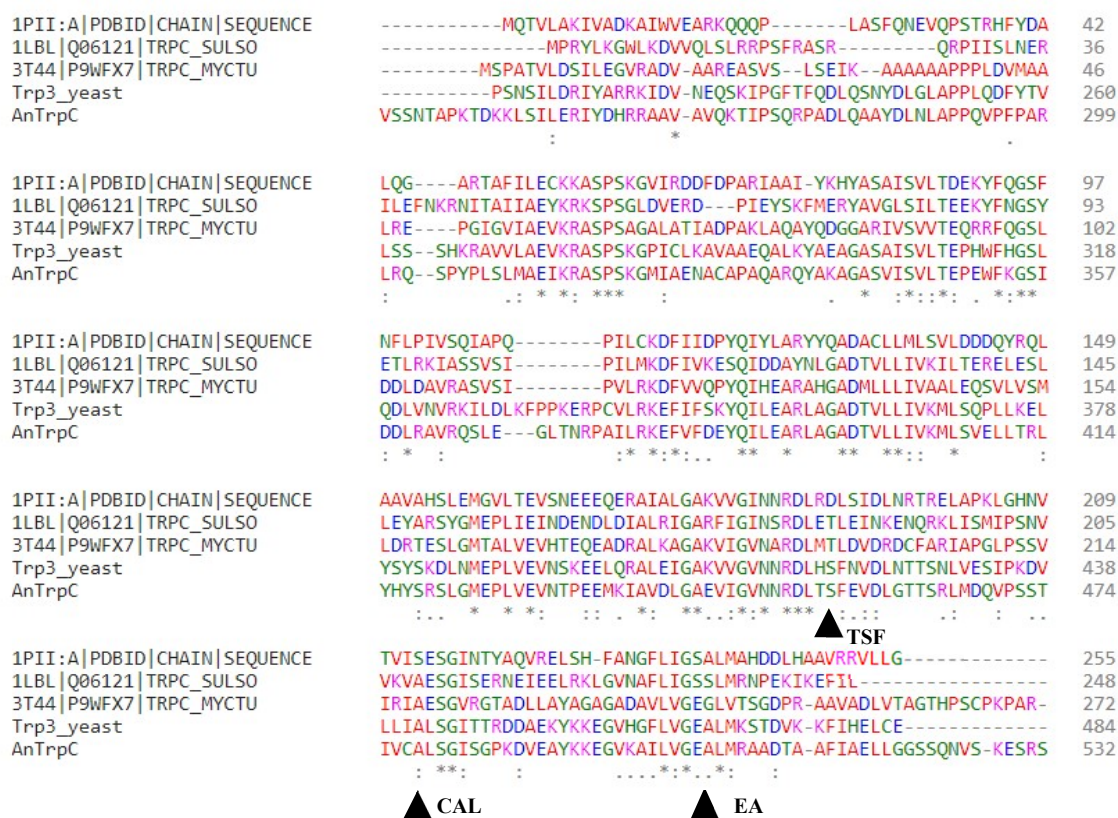 1PII:A|PDBID|CHAIN|SEQUENCE -----------MQTVLAKIVADKAIWVEARKQQQP------LASFQNEVQPSTRHFYDA 42
1LBL|Q06121|TRPC_SULSO ---------------MPRYLKGWLKDVVQLSLRRPSFRASR--------QRPIISLNER 36
3T44|P9WFX7|TRPC_MYCTU ---------MSPATVLDSILEGVRADV-AAREASVS--LSEIK--AAAAAAPPPLDVMAA 46
Trp3_yeast ----------PSNSILDRIYARRKIDV-NEQSKIPGFTFQDLQSNYDLGLAPPLQDFYTV 260
AnTrpC VSSNTAPKTDKKLSILERIYDHRRAAV-AVQKTIPSQRPADLQAAYDLNLAPPQVPFPAR 299
: * .
1PII:A|PDBID|CHAIN|SEQUENCE LQG----ARTAFILECKKASPSKGVIRDDFDPARIAAI-YKHYASAISVLTDEKYFQGSF 97
1LBL|Q06121|TRPC_SULSO ILEFNKRNITAIIAEYKRKSPSGLDVERD---PIEYSKFMERYAVGLSILTEEKYFNGSY 93
3T44|P9WFX7|TRPC_MYCTU LRE----PGIGVIAEVKRASPSAGALATIADPAKLAQAYQDGGARIVSVVTEQRRFQGSL 102
Trp3_yeast LSS--SHKRAVVLAEVKRASPSKGPICLKAVAAEQALKYAEAGASAISVLTEPHWFHGSL 318
AnTrpC LRQ--SPYPLSLMAEIKRASPSKGMIAENACAPAQARQYAKAGASVISVLTEPEWFKGSI 357
: .: * *: *** : . * :*::*: . *:**
1PII:A|PDBID|CHAIN|SEQUENCE NFLPIVSQIAPQ--------PILCKDFIIDPYQIYLARYYQADACLLMLSVLDDDQYRQL 149
1LBL|Q06121|TRPC_SULSO ETLRKIASSVSI--------PILMKDFIVKESQIDDAYNLGADTVLLIVKILTERELESL 145
3T44|P9WFX7|TRPC_MYCTU DDLDAVRASVSI--------PVLRKDFVVQPYQIHEARAHGADMLLLIVAALEQSVLVSM 154
Trp3_yeast QDLVNVRKILDLKFPPKERPCVLRKEFIFSKYQILEARLAGADTVLLIVKMLSQPLLKEL 378
AnTrpC DDLRAVRQSLE---GLTNRPAILRKEFVFDEYQILEARLAGADTVLLIVKMLSVELLTRL 414
: * : :* *:*:.. ** * ** **:: * :
1PII:A|PDBID|CHAIN|SEQUENCE AAVAHSLEMGVLTEVSNEEEQERAIALGAKVVGINNRDLRDLSIDLNRTRELAPKLGHNV 209
1LBL|Q06121|TRPC_SULSO LEYARSYGMEPLIEINDENDLDIALRIGARFIGINSRDLETLEINKENQRKLISMIPSNV 205
3T44|P9WFX7|TRPC_MYCTU LDRTESLGMTALVEVHTEQEADRALKAGAKVIGVNARDLMTLDVDRDCFARIAPGLPSSV 214
Trp3_yeast YSYSKDLNMEPLVEVNSKEELQRALEIGAKVVGVNNRDLHSFNVDLNTTSNLVESIPKDV 438
AnTrpC YHYSRSLGMEPLVEVNTPEEMKIAVDLGAEVIGVNNRDLTSFEVDLGTTSRLMDQVPSST 474
:.. * * *: :: . *: **..:*:* *** :.:: .: : ..
TSF
1PII:A|PDBID|CHAIN|SEQUENCE TVISESGINTYAQVRELSH-FANGFLIGSALMAHDDLHAAVRRVLLG------------- 255
1LBL|Q06121|TRPC_SULSO VKVAESGISERNEIEELRKLGVNAFLIGSSLMRNPEKIKEFIL----------------- 248
3T44|P9WFX7|TRPC_MYCTU IRIAESGVRGTADLLAYAGAGADAVLVGEGLVTSGDPR-AAVADLVTAGTHPSCPKPAR- 272
Trp3_yeast LLIALSGITTRDDAEKYKKEGVHGFLVGEALMKSTDVK-KFIHELCE------------- 484
AnTrpC IVCALSGISGPKDVEAYKKEGVKAILVGEALMRAADTA-AFIAELLGGSSQNVS-KESRS 532
: **: : ....:*..*: :
CAL EA